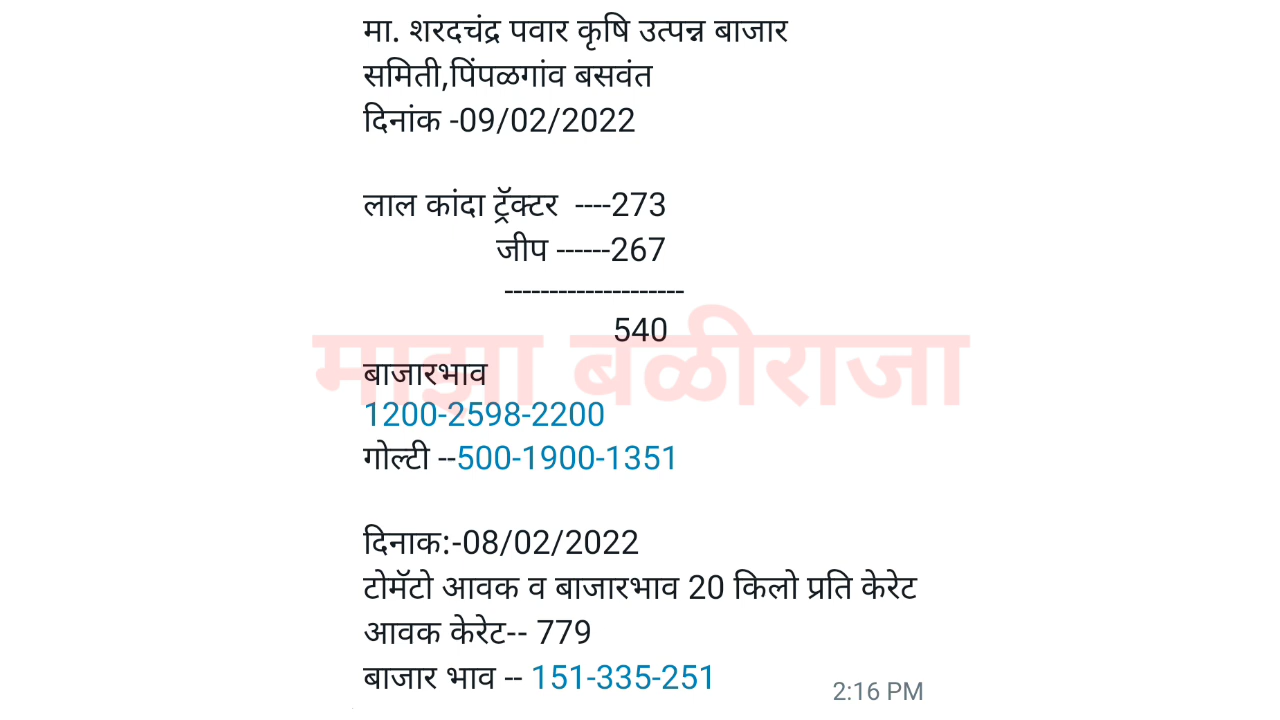 मा. शरदचंद्र पवार कृषि उत्पन्न बाजार
समिती,पिंपळगांव बसवंत
दिनांक -09/02/2022
लाल कांदा ट्रॅक्टर ----273
जीप ------267
--------------------
540
माझा बळीराजा
बाजारभाव
1200-2598-2200
गोल्टी --500-1900-1351
दिनाक:-08/02/2022
टोमॅटो आवक व बाजारभाव 20 किलो प्रति केरेट
आवक केरेट-- 779
बाजार भाव -- 151-335-251
2:16 PM